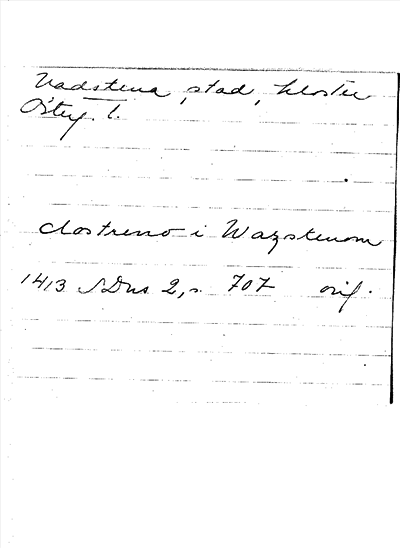 Vadstena, stad, kloster
Östg. l.
clostreno i Wazstenom
1413 SDns 2, s. 707 orig.